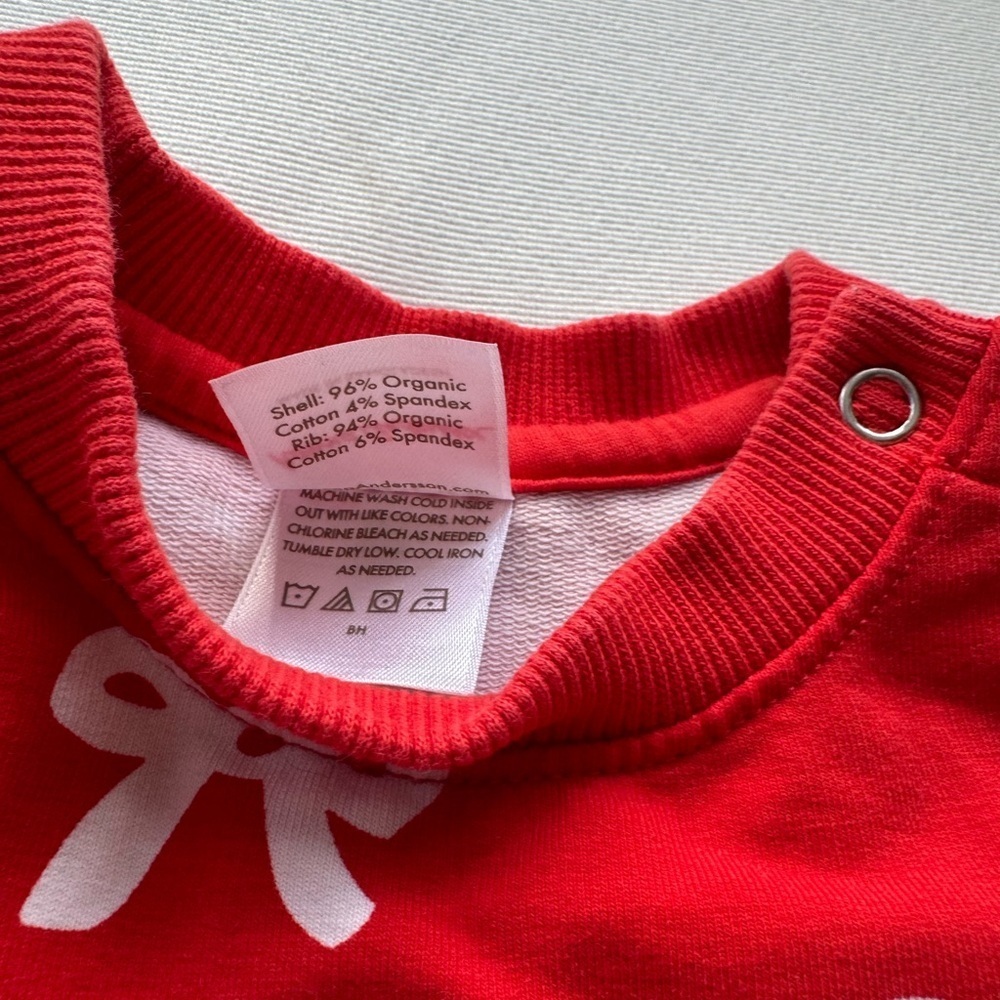 Shell: 96% Organic
Cotton 4% Spandex
Rib: 94% Organic
Cotton 6% Spandex
Andersson.com
MACHINE WASH COLD INSIDE
OUT WITH LIKE COLORS. NON-
CHLORINE BLEACH AS NEEDED.
TUMBLE DRY LOW. COOL IRON
AS NEEDED.
BH